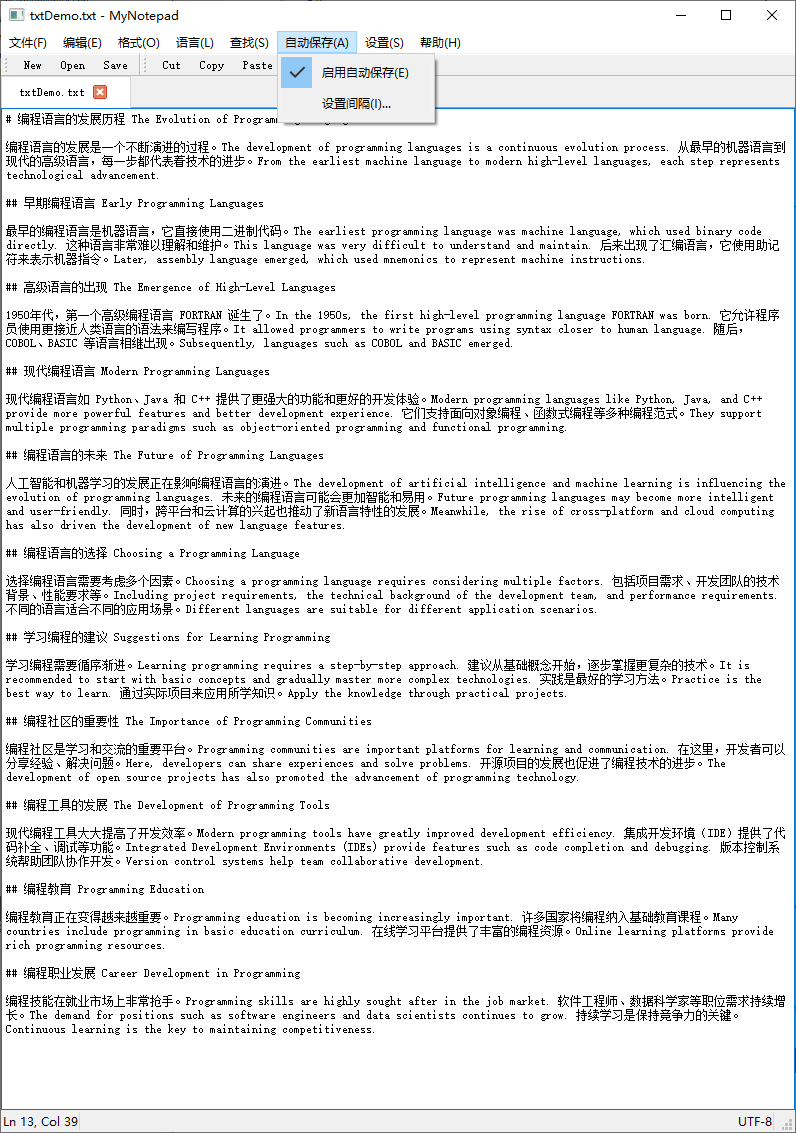 txtDemo.txt - MyNotepad
文件(F) 编辑(E) 格式(O) 语言(L) 查找(S) 自动保存(A) 设置(S) 帮助(H)
New Open Save Cut Copy Paste
启用自动保存(E)
设置间隔(I)...
txtDemo.txt
# 编程语言的发展历程 The Evolution of
编程语言的发展是一个不断演进的过程。The development of programming languages is a continuous evolution process. 从最早的机器语言到
现代的高级语言，每一步都代表着技术的进步。From the earliest machine language to modern high-level languages, each step represents
technological advancement.
## 早期编程语言 Early Programming Languages
最早的编程语言是机器语言，它直接使用二进制代码。The earliest programming language was machine language, which used binary code
directly. 这种语言非常难以理解和维护。This language was very difficult to understand and maintain. 后来出现了汇编语言，它使用助记
符来表示机器指令。Later, assembly language emerged, which used mnemonics to represent machine instructions.
## 高级语言的出现 The Emergence of High-Level Languages
1950年代，第一个高级编程语言 FORTRAN 诞生了。In the 1950s, the first high-level programming language FORTRAN was born. 它允许程序
员使用更接近人类语言的语法来编写程序。It allowed programmers to write programs using syntax closer to human language. 随后，
COBOL、BASIC 等语言相继出现。Subsequently, languages such as COBOL and BASIC emerged.
## 现代编程语言 Modern Programming Languages
现代编程语言如 Python、Java 和 C++ 提供了更强大的功能和更好的开发体验。Modern programming languages like Python, Java, and C++
provide more powerful features and better development experience. 它们支持面向对象编程、函数式编程等多种编程范式。They support
multiple programming paradigms such as object-oriented programming and functional programming.
## 编程语言的未来 The Future of Programming Languages
人工智能和机器学习的发展正在影响编程语言的演进。The development of artificial intelligence and machine learning is influencing the
evolution of programming languages. 未来的编程语言可能会更加智能和易用。Future programming languages may become more intelligent
and user-friendly. 同时，跨平台和云计算的兴起也推动了新语言特性的发展。Meanwhile, the rise of cross-platform and cloud computing
has also driven the development of new language features.
## 编程语言的选择 Choosing a Programming Language
选择编程语言需要考虑多个因素。Choosing a programming language requires considering multiple factors. 包括项目需求、开发团队的技术
背景、性能要求等。Including project requirements, the technical background of the development team, and performance requirements.
不同的语言适合不同的应用场景。Different languages are suitable for different application scenarios.
## 学习编程的建议 Suggestions for Learning Programming
学习编程需要循序渐进。Learning programming requires a step-by-step approach. 建议从基础概念开始，逐步掌握更复杂的技术。It is
recommended to start with basic concepts and gradually master more complex technologies. 实践是最好的学习方法。Practice is the
best way to learn. 通过实际项目来应用所学知识。Apply the knowledge through practical projects.
## 编程社区的重要性 The Importance of Programming Communities
编程社区是学习和交流的重要平台。Programming communities are important platforms for learning and communication. 在这里，开发者可以
分享经验、解决问题。Here, developers can share experiences and solve problems. 开源项目的发展也促进了编程技术的进步。The
development of open source projects has also promoted the advancement of programming technology.
## 编程工具的发展 The Development of Programming Tools
现代编程工具大大提高了开发效率。Modern programming tools have greatly improved development efficiency. 集成开发环境（IDE）提供了代
码补全、调试等功能。Integrated Development Environments (IDEs) provide features such as code completion and debugging. 版本控制系
统帮助团队协作开发。Version control systems help team collaborative development.
## 编程教育 Programming Education
编程教育正在变得越来越重要。Programming education is becoming increasingly important. 许多国家将编程纳入基础教育课程。Many
countries include programming in basic education curriculum. 在线学习平台提供了丰富的编程资源。Online learning platforms provide
rich programming resources.
## 编程职业发展 Career Development in Programming
编程技能在就业市场上非常抢手。Programming skills are highly sought after in the job market. 软件工程师、数据科学家等职位需求持续增
长。The demand for positions such as software engineers and data scientists continues to grow. 持续学习是保持竞争力的关键。
Continuous learning is the key to maintaining competitiveness.
Ln 13, Col 39 UTF-8